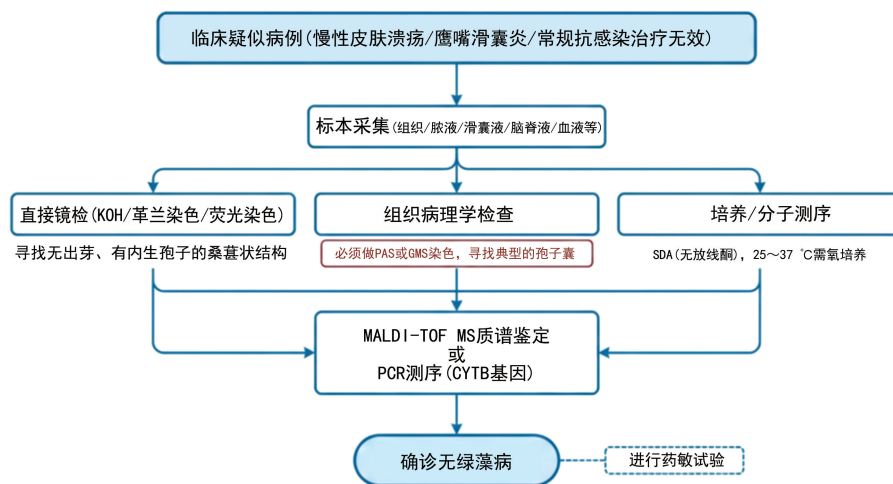 临床疑似病例(慢性皮肤溃疡/鹰嘴滑囊炎/常规抗感染治疗无效)
标本采集(组织/脓液/滑囊液/脑脊液/血液等)
直接镜检(KOH/革兰染色/荧光染色)
组织病理学检查
培养/分子测序
寻找无出芽、有内生孢子的桑葚状结构
必须做PAS或GMS染色，寻找典型的孢子囊
SDA(无放线酮)，25～37 ℃需氧培养
MALDI-TOF MS质谱鉴定
或
PCR测序(CYTB基因)
确诊无绿藻病
进行药敏试验